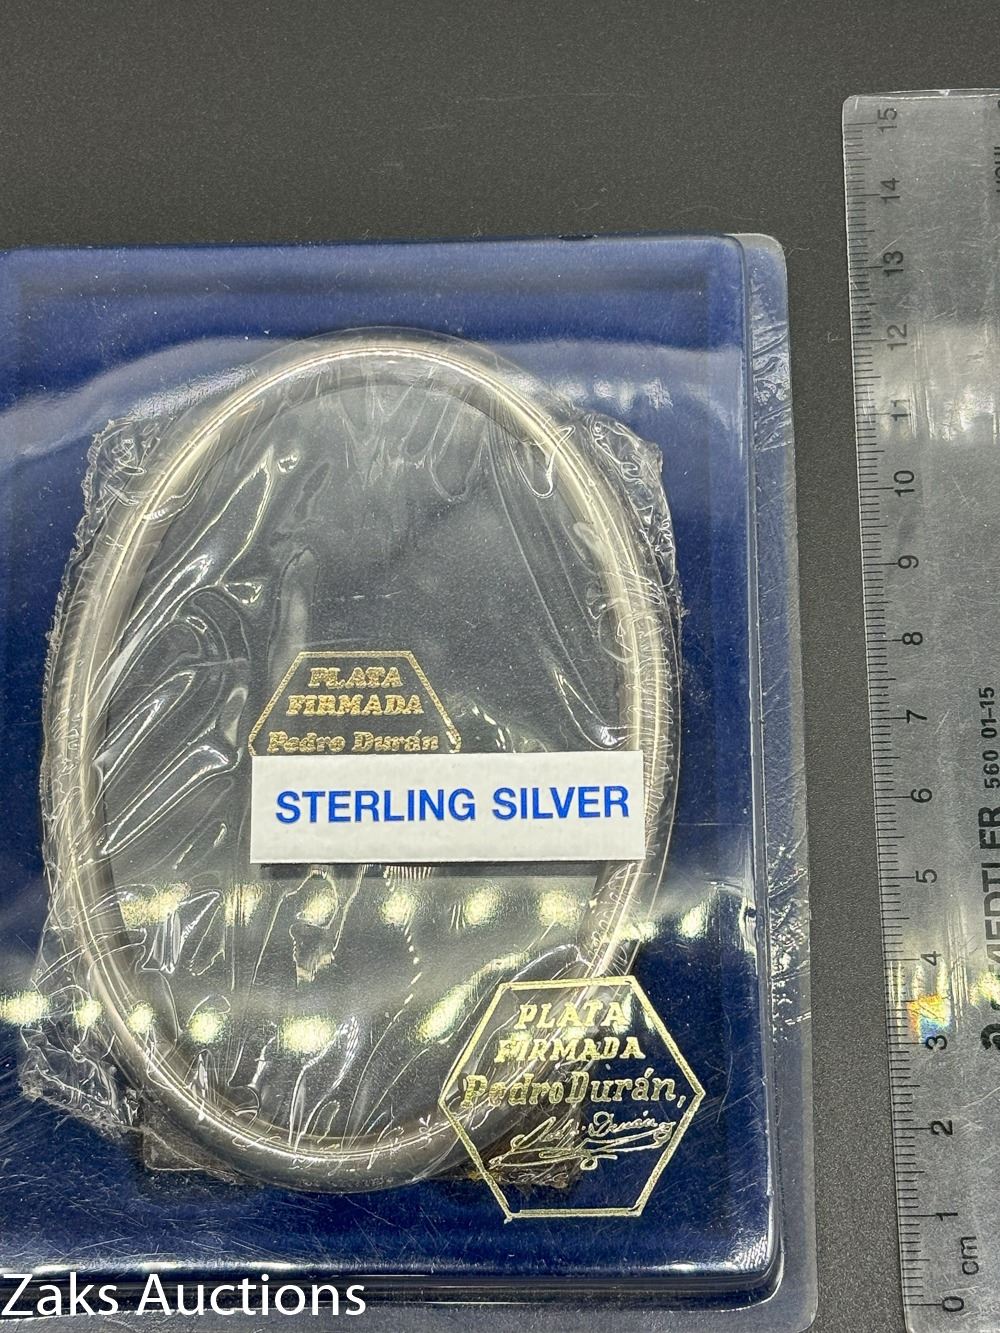 PLATA
FIRMADA
Pedro Durán
STERLING SILVER
PLATA
FIRMADA
Pedro Durán,
15
14
13
12
11
10
9
8
7
6
5
4
3
2
1
0
cm
560 01-15
Zaks Auctions